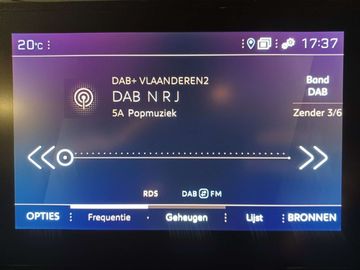 20°C
17:37
DAB+ VLAANDEREN2
DAB N R J
5A Popmuziek
Band
DAB
Zender 3/6
RDS
DAB FM
OPTIES
Frequentie
Geheugen
Lijst
BRONNEN